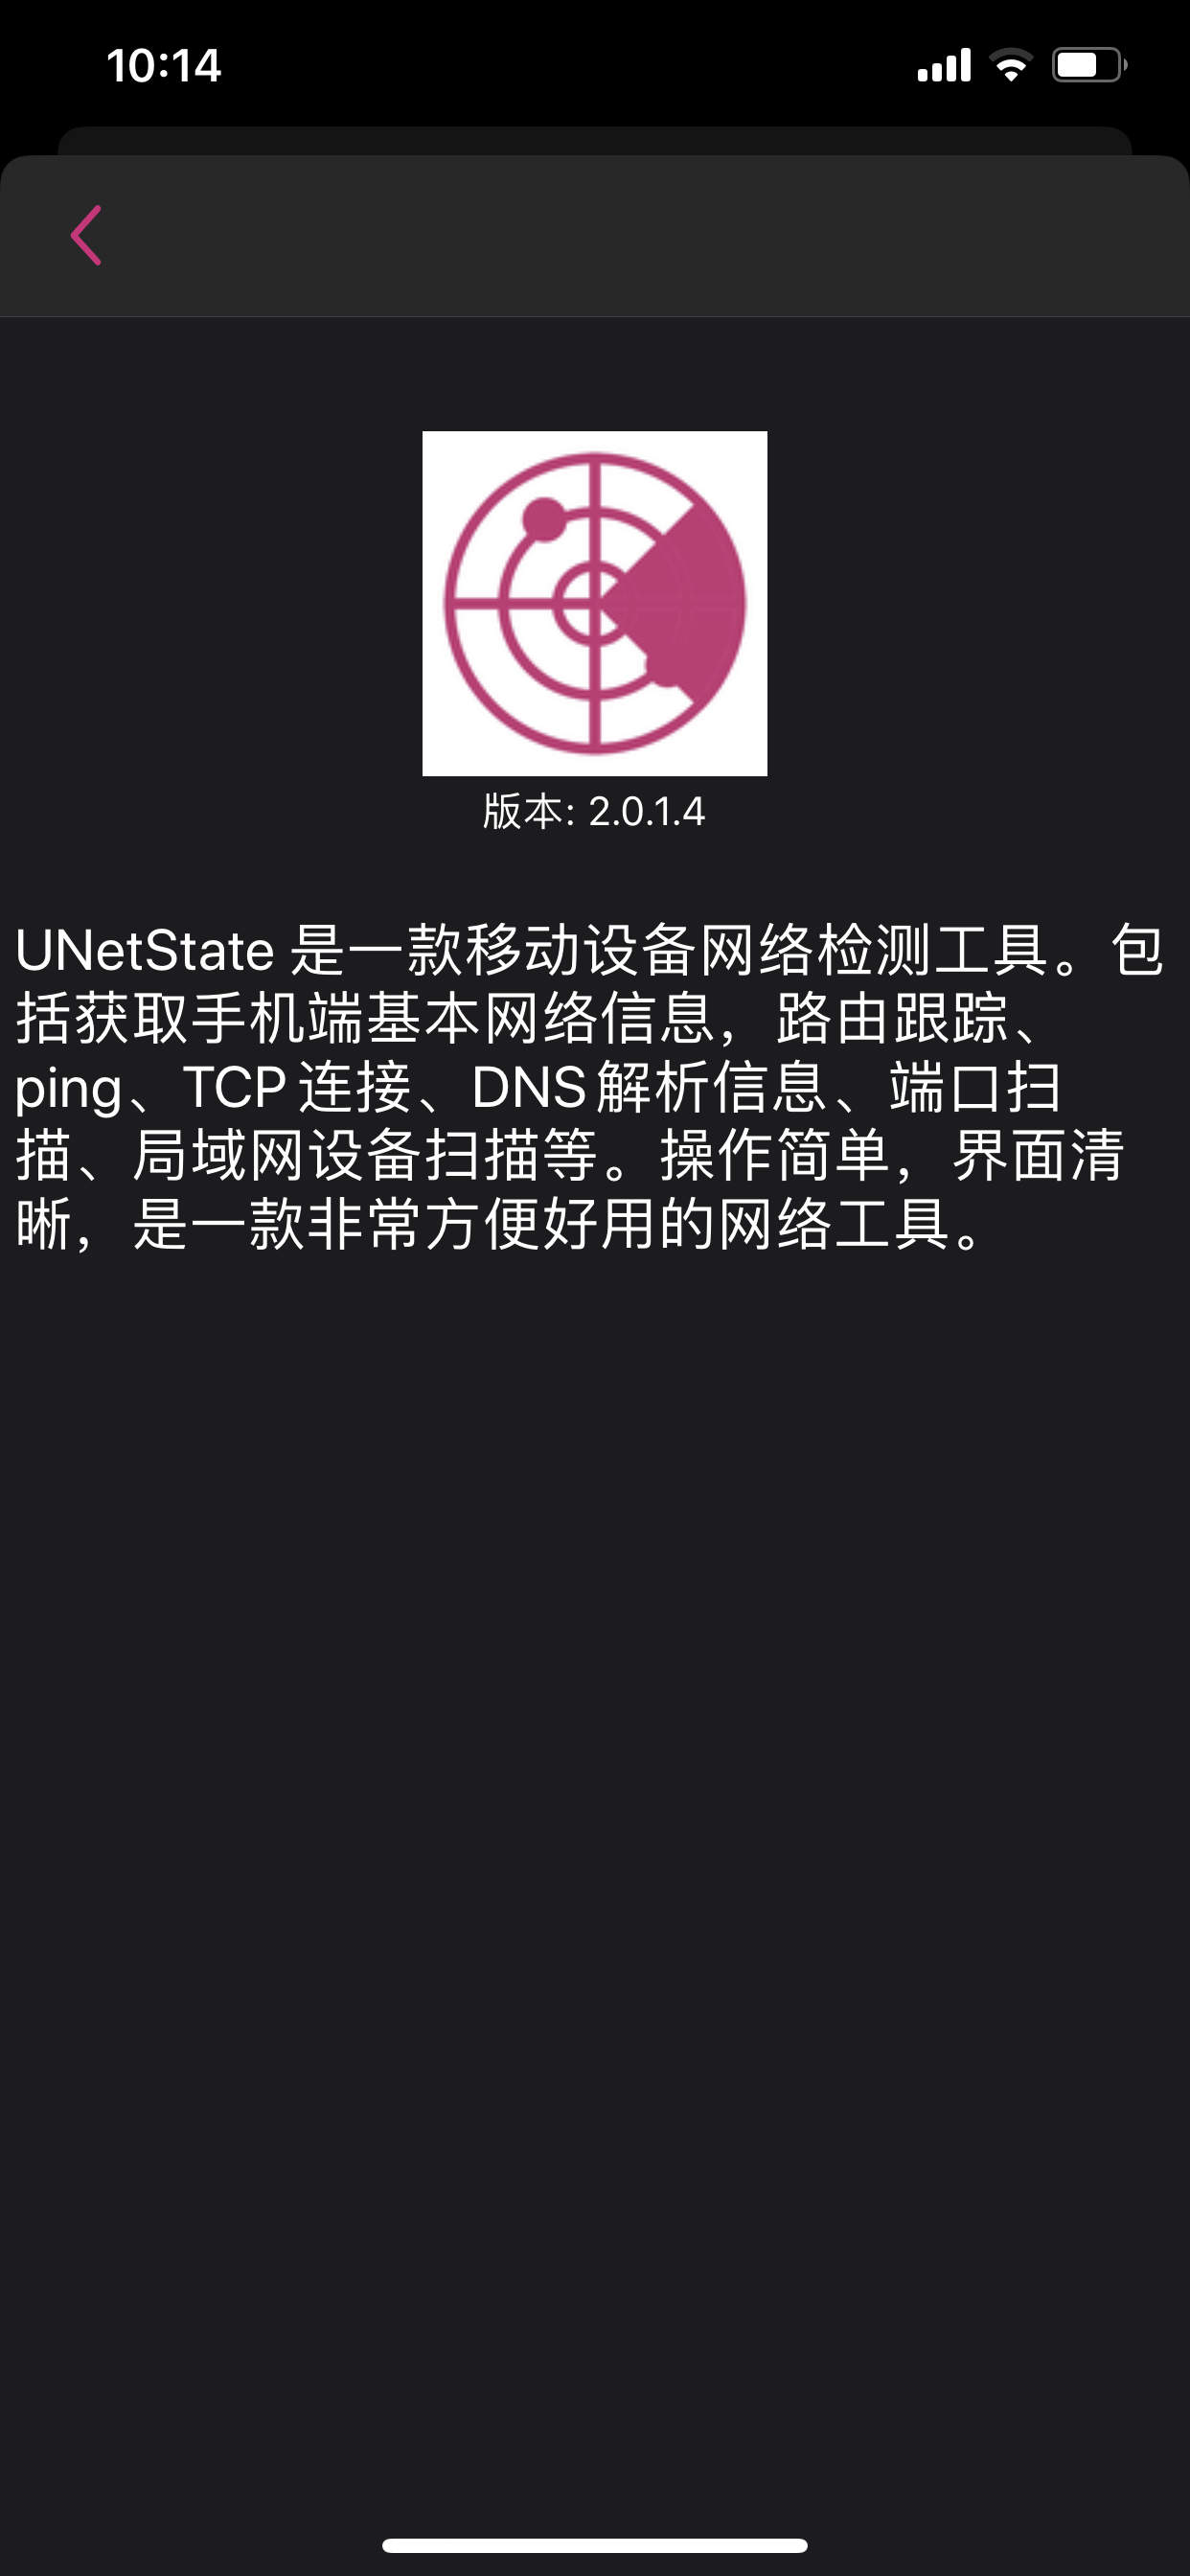 10:14
版本: 2.0.1.4
UNetState 是一款移动设备网络检测工具。包
括获取手机端基本网络信息，路由跟踪、
ping、TCP 连接、DNS 解析信息、端口扫
描、局域网设备扫描等。操作简单，界面清
晰，是一款非常方便好用的网络工具。